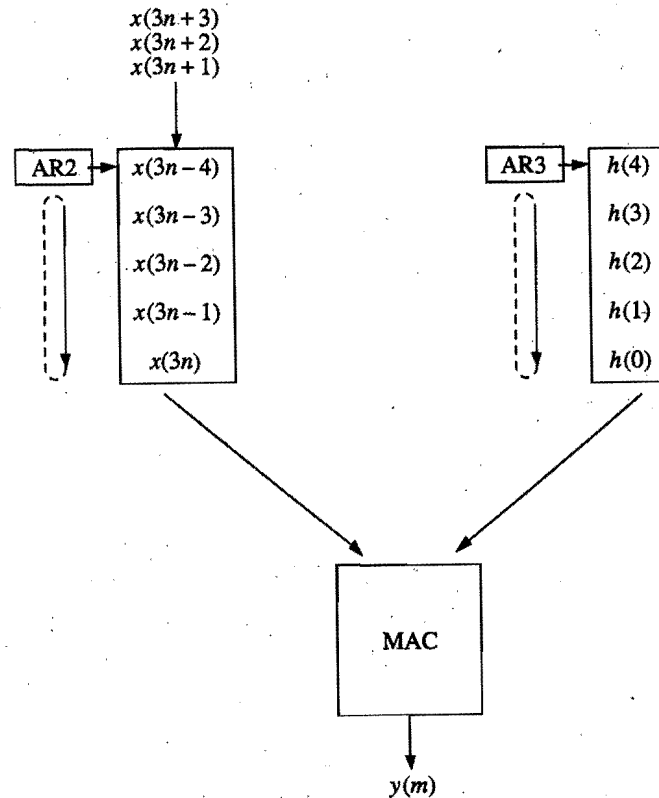 x(3n + 3)
x(3n + 2)
x(3n + 1)
AR2
x(3n – 4)
x(3n – 3)
x(3n – 2)
x(3n – 1)
x(3n)
AR3
h(4)
h(3)
h(2)
h(1)
h(0)
MAC
y(m)